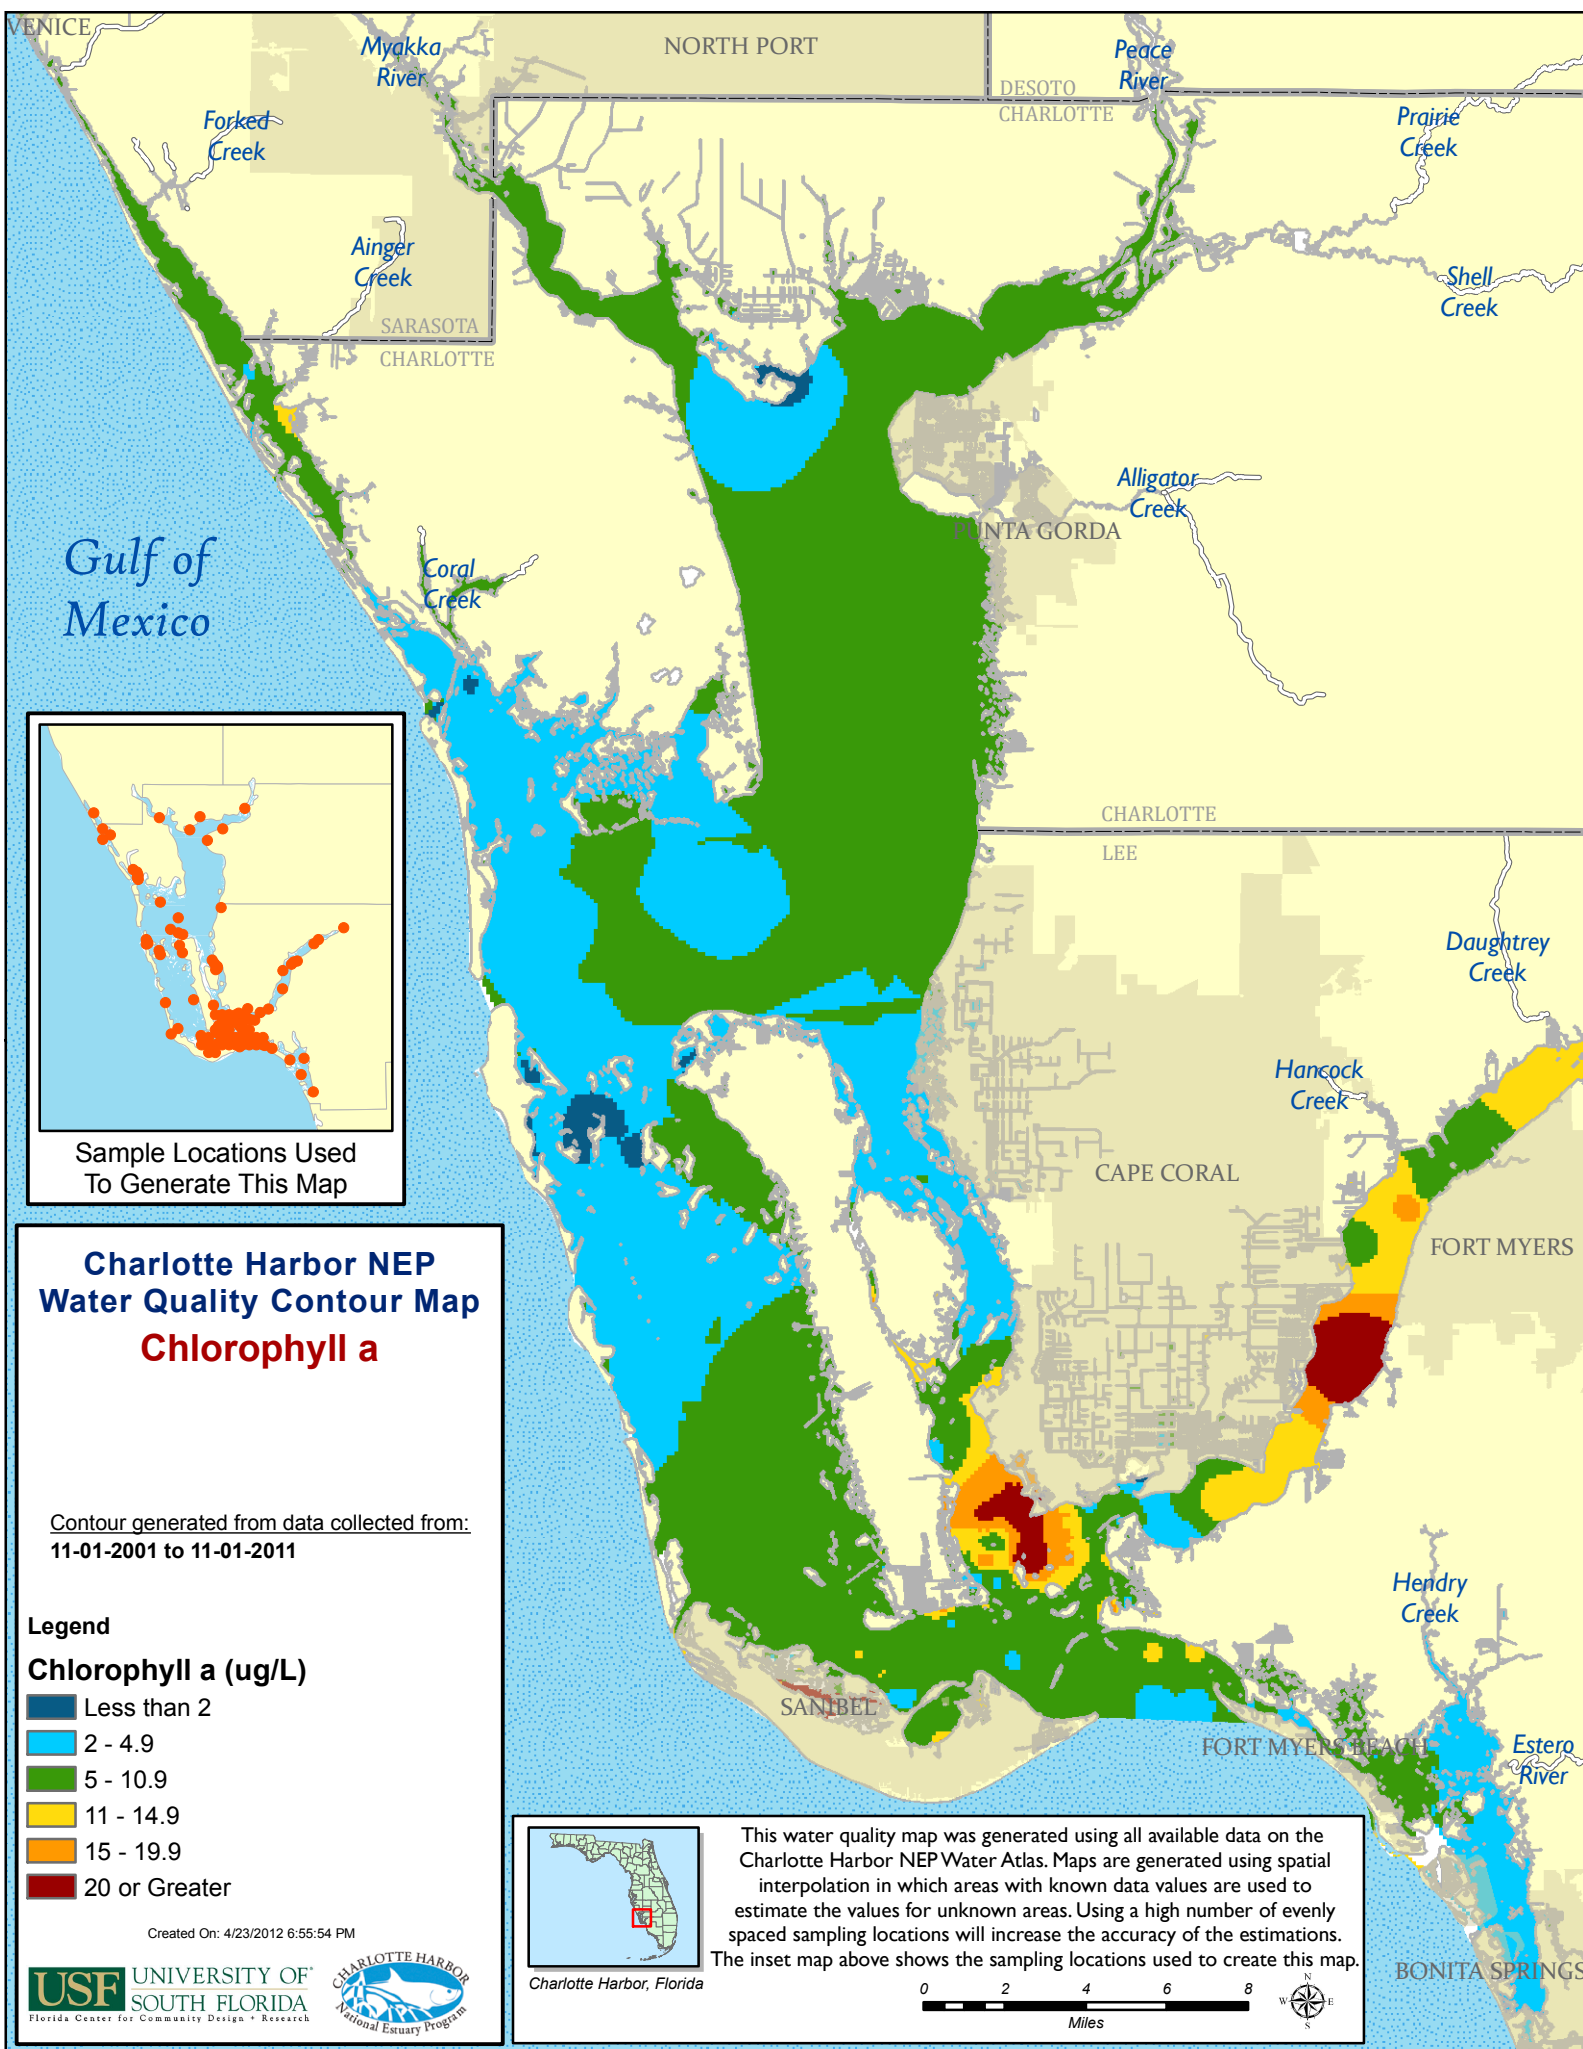 VENICE
Myakka
River
NORTH PORT
Peace
River
DESOTO
CHARLOTTE
Prairie
Creek
Forked
Creek
Ainger
Creek
Shell
Creek
SARASOTA
CHARLOTTE
Alligator
Creek
PUNTA GORDA
Gulf of
Mexico
Coral
Creek
CHARLOTTE
LEE
Daughtrey
Creek
Hancock
Creek
CAPE CORAL
FORT MYERS
Sample Locations Used
To Generate This Map
Charlotte Harbor NEP
Water Quality Contour Map
Chlorophyll a
Contour generated from data collected from:
11-01-2001 to 11-01-2011
Legend
Chlorophyll a (ug/L)
Less than 2
2 - 4.9
5 - 10.9
11 - 14.9
15 - 19.9
20 or Greater
Created On: 4/23/2012 6:55:54 PM
USF UNIVERSITY OF
SOUTH FLORIDA
Florida Center for Community Design + Research
CHARLOTTE HARBOR
National Estuary Program
Hendry
Creek
SANIBEL
FORT MYERS BEACH
Estero
River
BONITA SPRINGS
Charlotte Harbor, Florida
This water quality map was generated using all available data on the
Charlotte Harbor NEP Water Atlas. Maps are generated using spatial
interpolation in which areas with known data values are used to
estimate the values for unknown areas. Using a high number of evenly
spaced sampling locations will increase the accuracy of the estimations.
The inset map above shows the sampling locations used to create this map.
0 2 4 6 8
Miles
N
W E
S